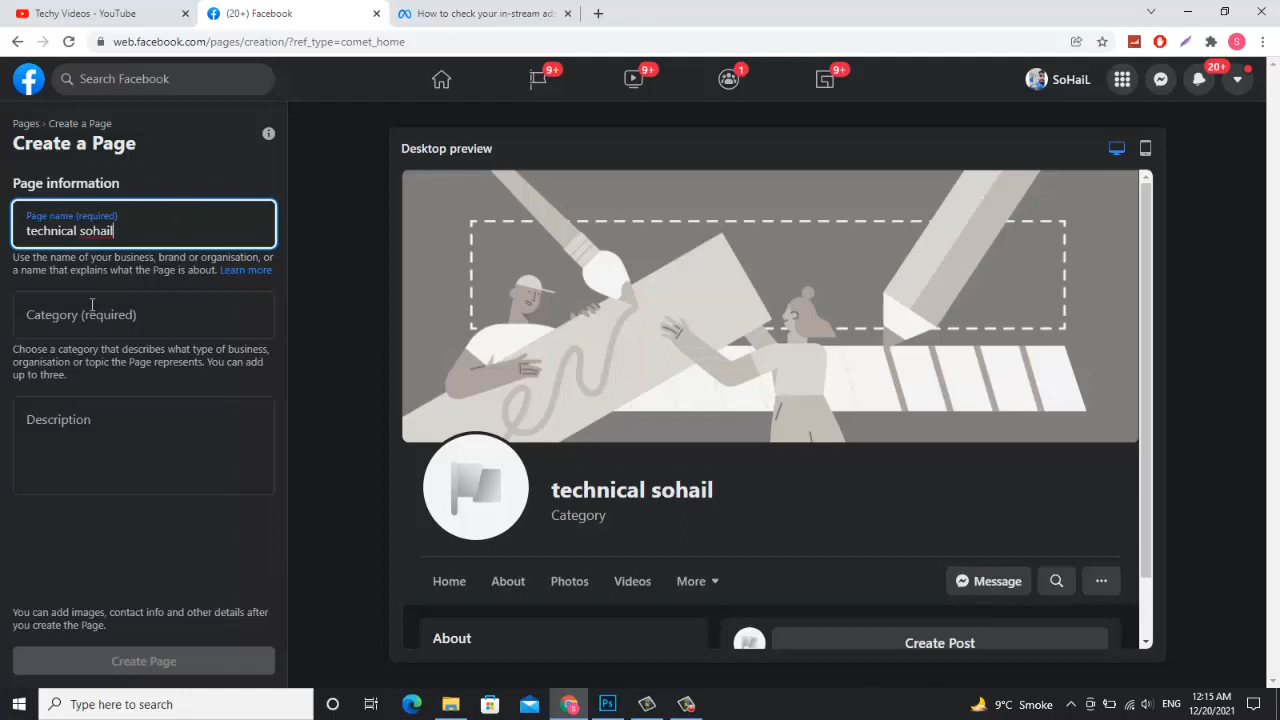 Techy Videos - YouTube
(20+) Facebook
How to check your in-stream ad
web.facebook.com/pages/creation/?ref_type=comet_home
S
Search Facebook
9+
9+
1
9+
SoHaiL
20+
Pages › Create a Page
Create a Page
Page information
Page name (required)
technical sohail
Use the name of your business, brand or organisation, or
a name that explains what the Page is about. Learn more
Category (required)
Choose a category that describes what type of business,
organisation or topic the Page represents. You can add
up to three.
Description
You can add images, contact info and other details after
you create the Page.
Create Page
Desktop preview
technical sohail
Category
Home
About
Photos
Videos
More
Message
About
Create Post
Type here to search
Ps
9°C Smoke
ENG
12:15 AM
12/20/2021